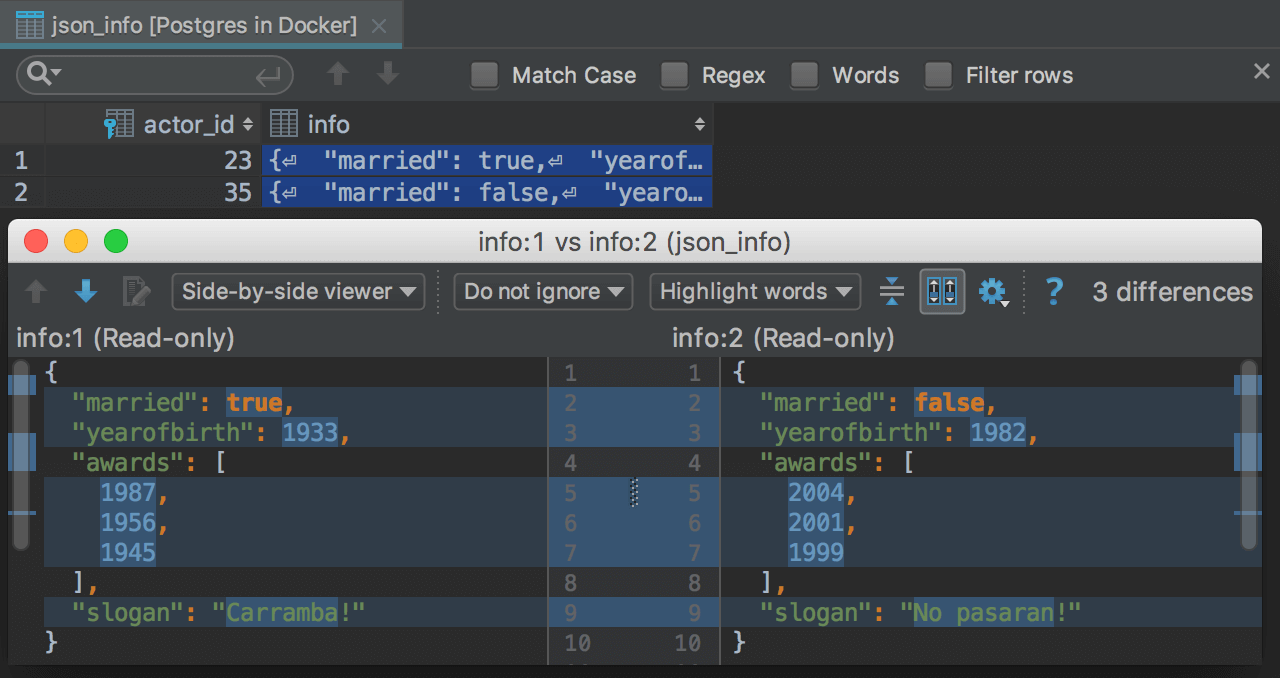 json_info [Postgres in Docker]
Match Case Regex Words Filter rows
actor_id info
1 23 {⏎ "married": true,⏎ "yearof…
2 35 {⏎ "married": false,⏎ "yearo…
info:1 vs info:2 (json_info)
Side-by-side viewer Do not ignore Highlight words ? 3 differences
info:1 (Read-only) info:2 (Read-only)
{ 1 1 {
"married": true, 2 2 "married": false,
"yearofbirth": 1933, 3 3 "yearofbirth": 1982,
"awards": [ 4 4 "awards": [
1987, 5 5 2004,
1956, 6 6 2001,
1945 7 7 1999
], 8 8 ],
"slogan": "Carramba!" 9 9 "slogan": "No pasaran!"
} 10 10 }